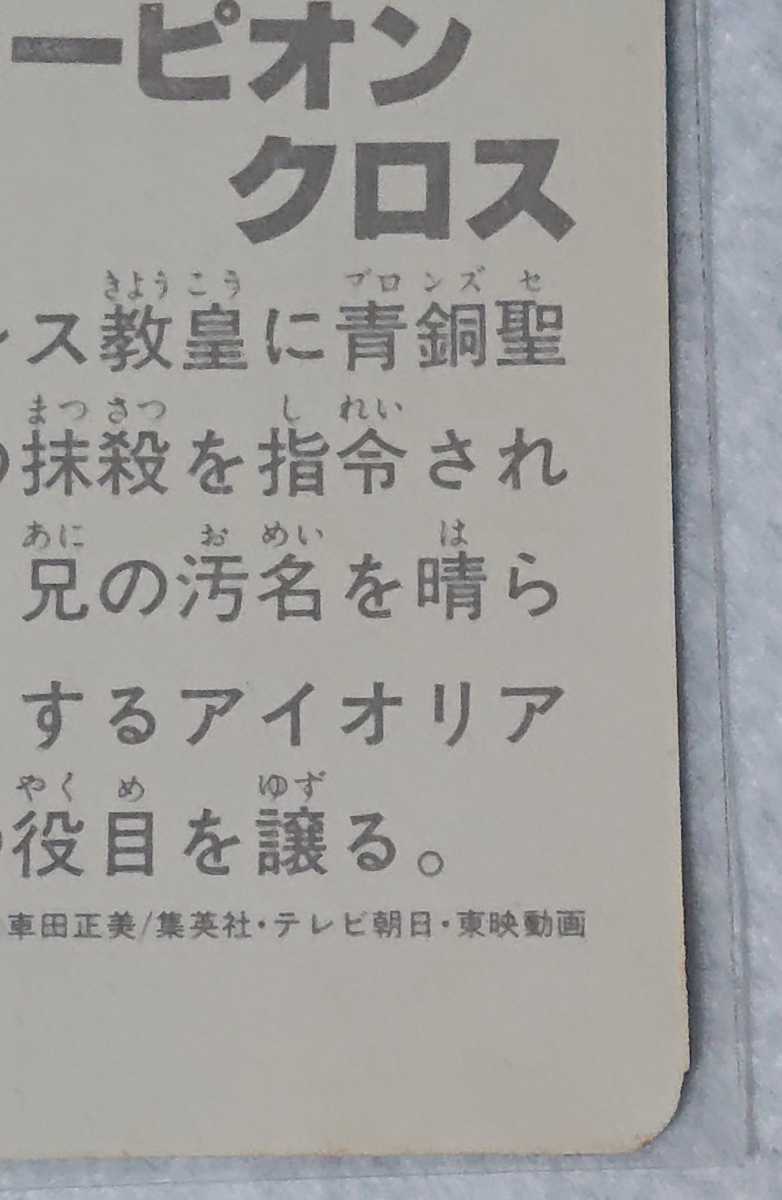 ーピオン
クロス
きようこう ブロンズセ
ス教皇に青銅聖
まつさつ しれい
抹殺を指令され
あに おめい は
兄の汚名を晴ら
するアイオリア
やくめ ゆず
役目を譲る。
車田正美/集英社・テレビ朝日・東映動画